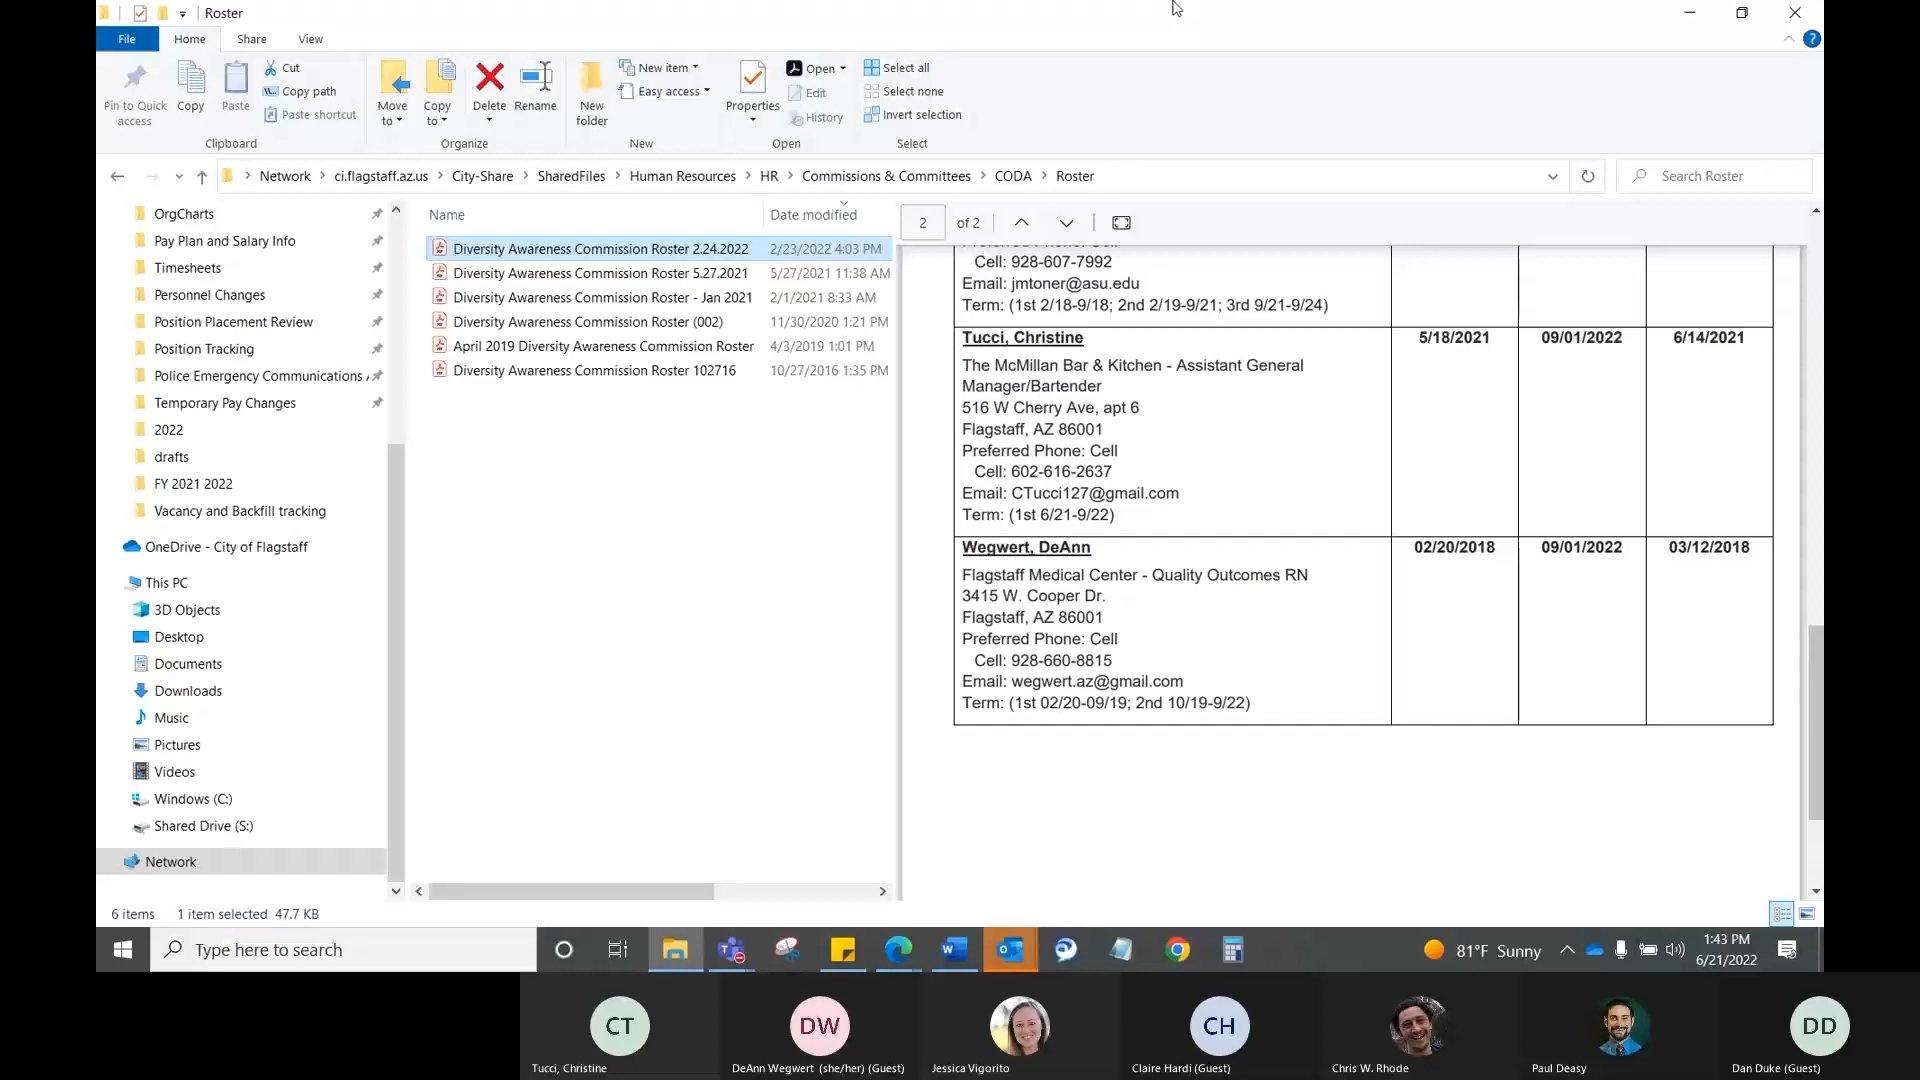 Roster
File
Home
Share
View
Pin to Quick access
Copy
Paste
Cut
Copy path
Paste shortcut
Clipboard
Move to
Copy to
Delete
Rename
Organize
New folder
New item
Easy access
New
Properties
Open
Edit
History
Open
Select all
Select none
Invert selection
Select
Network > ci.flagstaff.az.us > City-Share > SharedFiles > Human Resources > HR > Commissions & Committees > CODA > Roster
Search Roster
OrgCharts
Pay Plan and Salary Info
Timesheets
Personnel Changes
Position Placement Review
Position Tracking
Police Emergency Communications
Temporary Pay Changes
2022
drafts
FY 2021 2022
Vacancy and Backfill tracking
OneDrive - City of Flagstaff
This PC
3D Objects
Desktop
Documents
Downloads
Music
Pictures
Videos
Windows (C:)
Shared Drive (S:)
Network
Name Date modified
Diversity Awareness Commission Roster 2.24.2022 2/23/2022 4:03 PM
Diversity Awareness Commission Roster 5.27.2021 5/27/2021 11:38 AM
Diversity Awareness Commission Roster - Jan 2021 2/1/2021 8:33 AM
Diversity Awareness Commission Roster (002) 11/30/2020 1:21 PM
April 2019 Diversity Awareness Commission Roster 4/3/2019 1:01 PM
Diversity Awareness Commission Roster 102716 10/27/2016 1:35 PM
2 of 2
Cell: 928-607-7992
Email: jmtoner@asu.edu
Term: (1st 2/18-9/18; 2nd 2/19-9/21; 3rd 9/21-9/24)
Tucci, Christine 5/18/2021 09/01/2022 6/14/2021
The McMillan Bar & Kitchen - Assistant General
Manager/Bartender
516 W Cherry Ave, apt 6
Flagstaff, AZ 86001
Preferred Phone: Cell
Cell: 602-616-2637
Email: CTucci127@gmail.com
Term: (1st 6/21-9/22)
Wegwert, DeAnn 02/20/2018 09/01/2022 03/12/2018
Flagstaff Medical Center - Quality Outcomes RN
3415 W. Cooper Dr.
Flagstaff, AZ 86001
Preferred Phone: Cell
Cell: 928-660-8815
Email: wegwert.az@gmail.com
Term: (1st 02/20-09/19; 2nd 10/19-9/22)
6 items 1 item selected 47.7 KB
Type here to search
81°F Sunny
1:43 PM
6/21/2022
CT
DW
CH
DD
Tucci, Christine
DeAnn Wegwert (she/her) (Guest)
Jessica Vigorito
Claire Hardi (Guest)
Chris W. Rhode
Paul Deasy
Dan Duke (Guest)